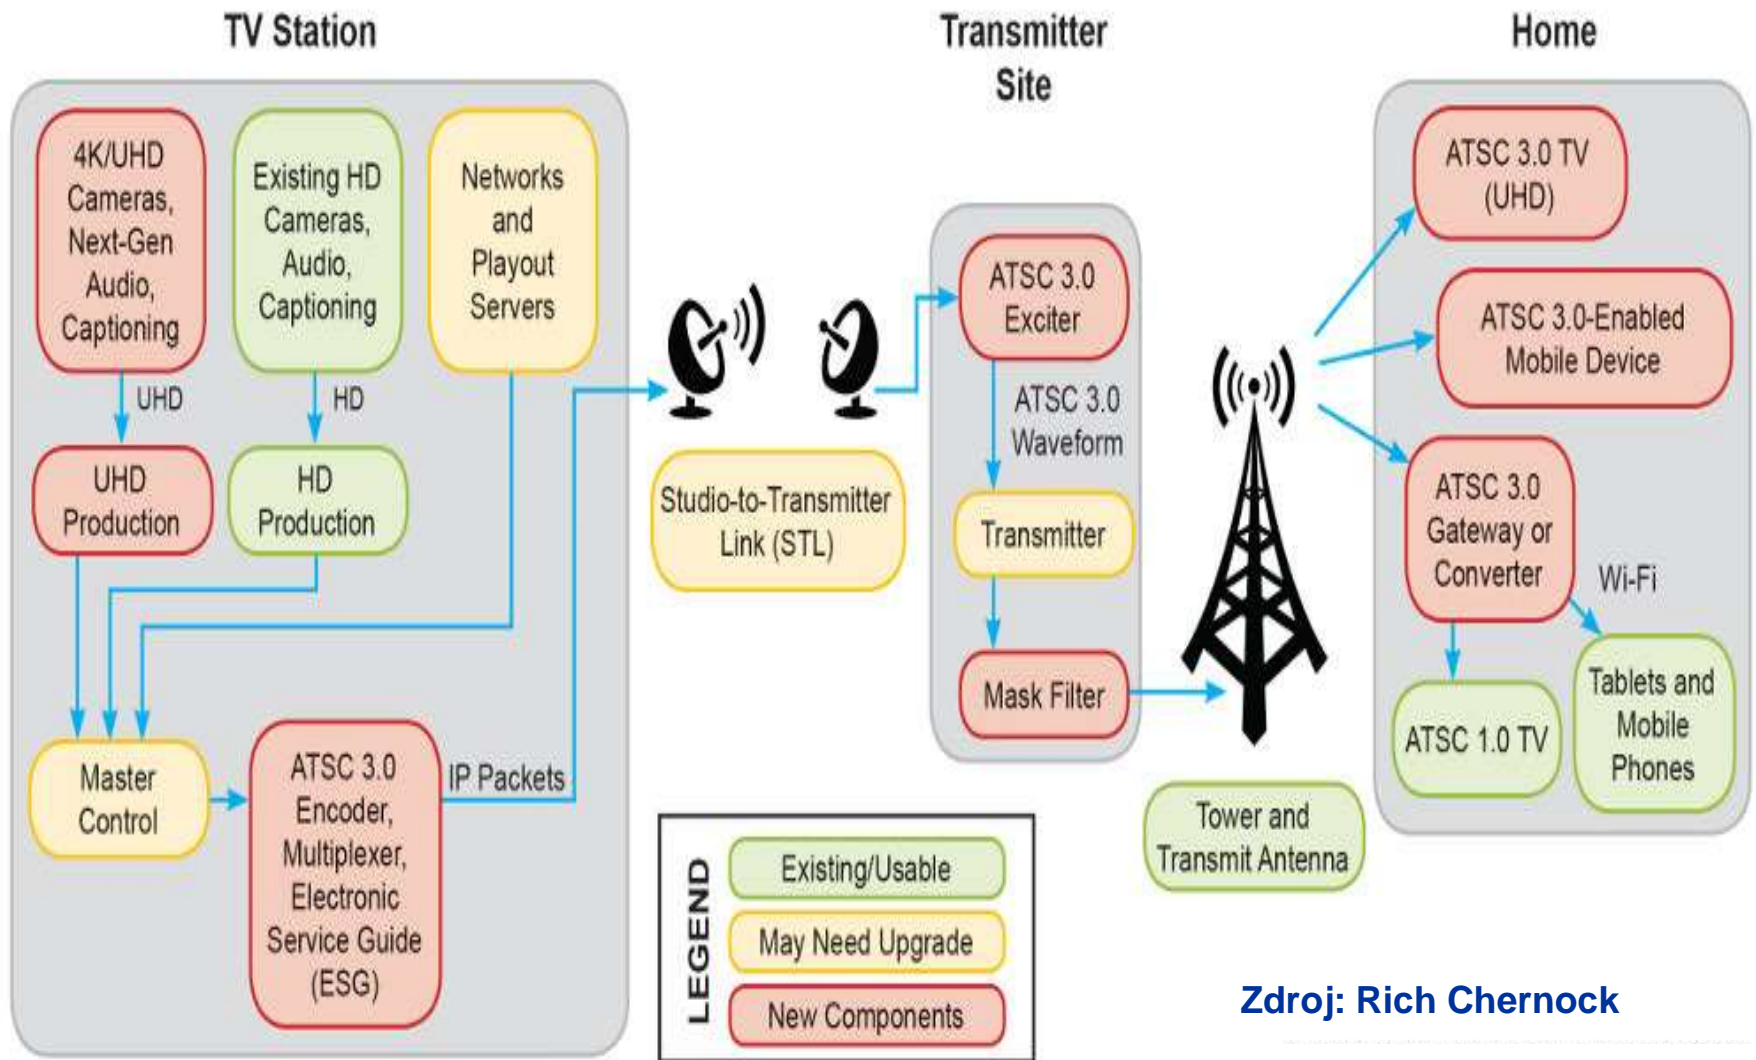 TV Station
Transmitter
Site
Home
4K/UHD
Cameras,
Next-Gen
Audio,
Captioning
Existing HD
Cameras,
Audio,
Captioning
Networks
and
Playout
Servers
UHD
HD
UHD
Production
HD
Production
Master
Control
ATSC 3.0
Encoder,
Multiplexer,
Electronic
Service Guide
(ESG)
IP Packets
Studio-to-Transmitter
Link (STL)
ATSC 3.0
Exciter
ATSC 3.0
Waveform
Transmitter
Mask Filter
Tower and
Transmit Antenna
ATSC 3.0 TV
(UHD)
ATSC 3.0-Enabled
Mobile Device
ATSC 3.0
Gateway or
Converter
Wi-Fi
ATSC 1.0 TV
Tablets and
Mobile
Phones
LEGEND
Existing/Usable
May Need Upgrade
New Components
Zdroj: Rich Chernock